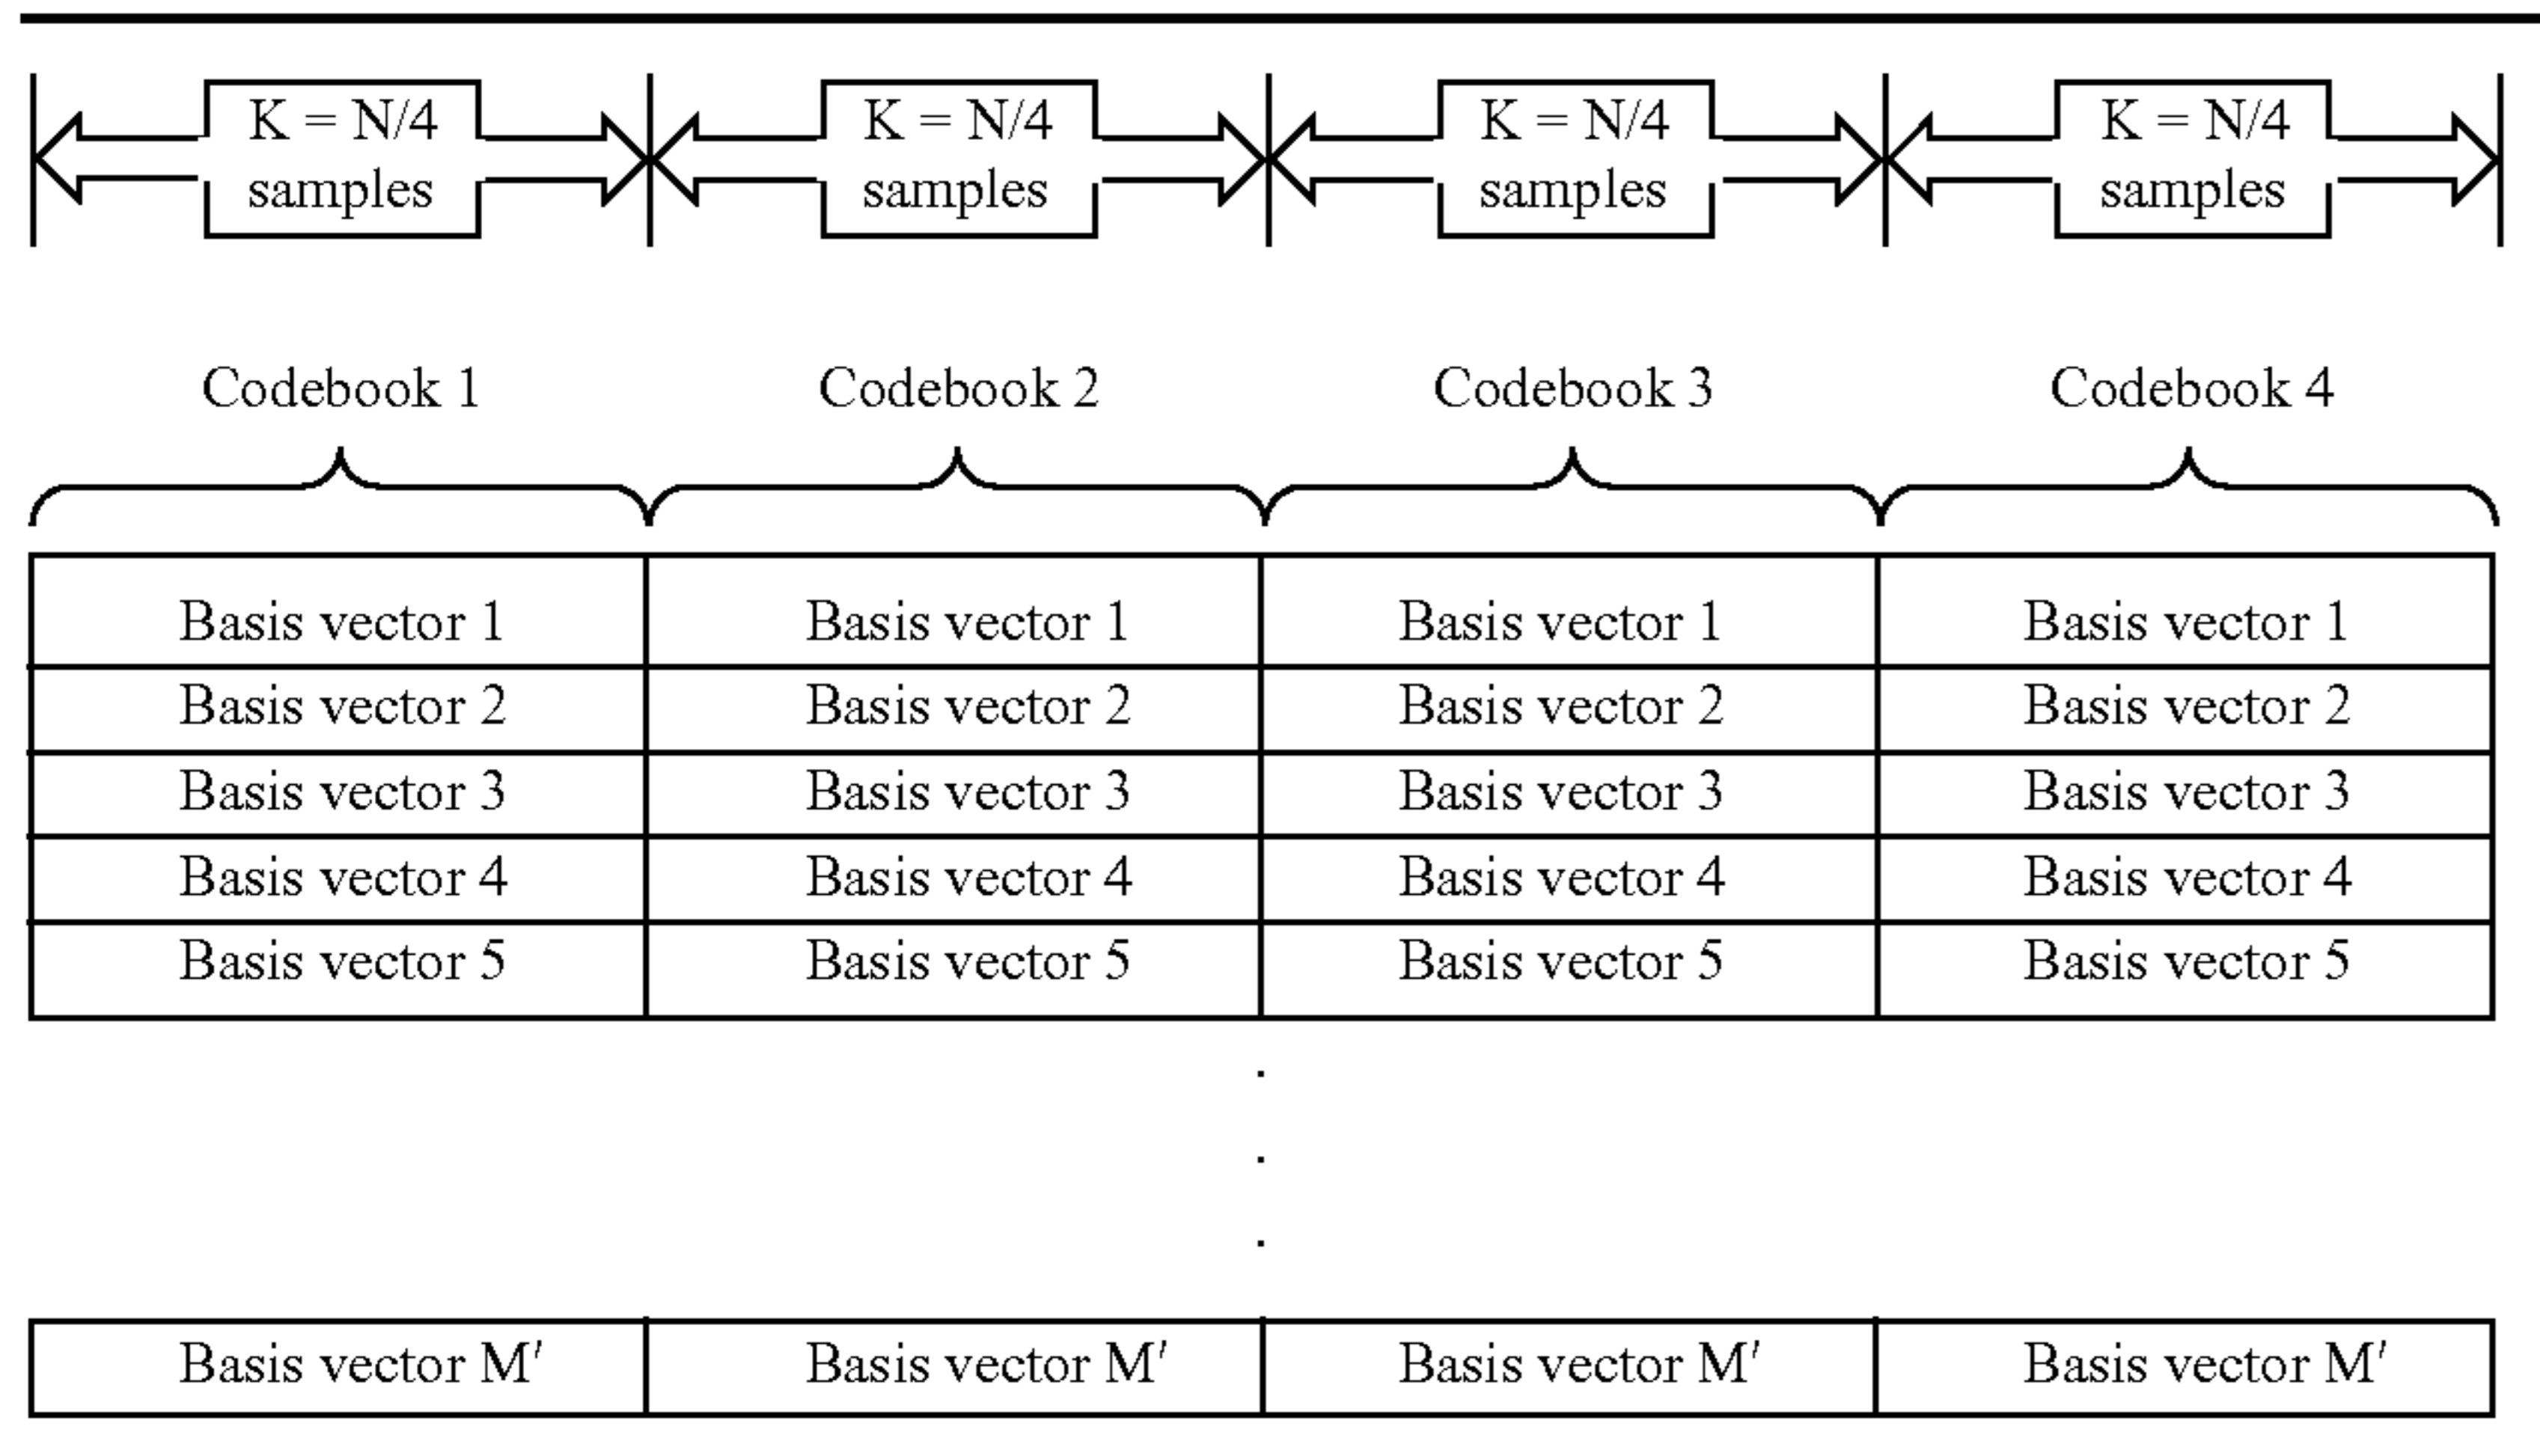 K = N/4 K = N/4 K = N/4 K = N/4
samples samples samples samples
Codebook 1 Codebook 2 Codebook 3 Codebook 4
Basis vector 1 Basis vector 1 Basis vector 1 Basis vector 1
Basis vector 2 Basis vector 2 Basis vector 2 Basis vector 2
Basis vector 3 Basis vector 3 Basis vector 3 Basis vector 3
Basis vector 4 Basis vector 4 Basis vector 4 Basis vector 4
Basis vector 5 Basis vector 5 Basis vector 5 Basis vector 5
.
.
.
Basis vector M′ Basis vector M′ Basis vector M′ Basis vector M′